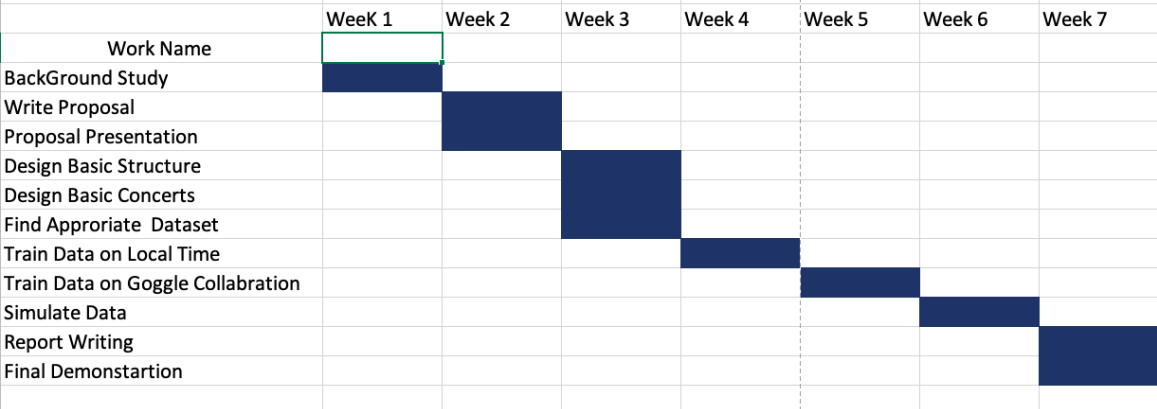 WeeK 1 Week 2 Week 3 Week 4 Week 5 Week 6 Week 7
Work Name
BackGround Study
Write Proposal
Proposal Presentation
Design Basic Structure
Design Basic Concerts
Find Approriate  Dataset
Train Data on Local Time
Train Data on Goggle Collabration
Simulate Data
Report Writing
Final Demonstartion